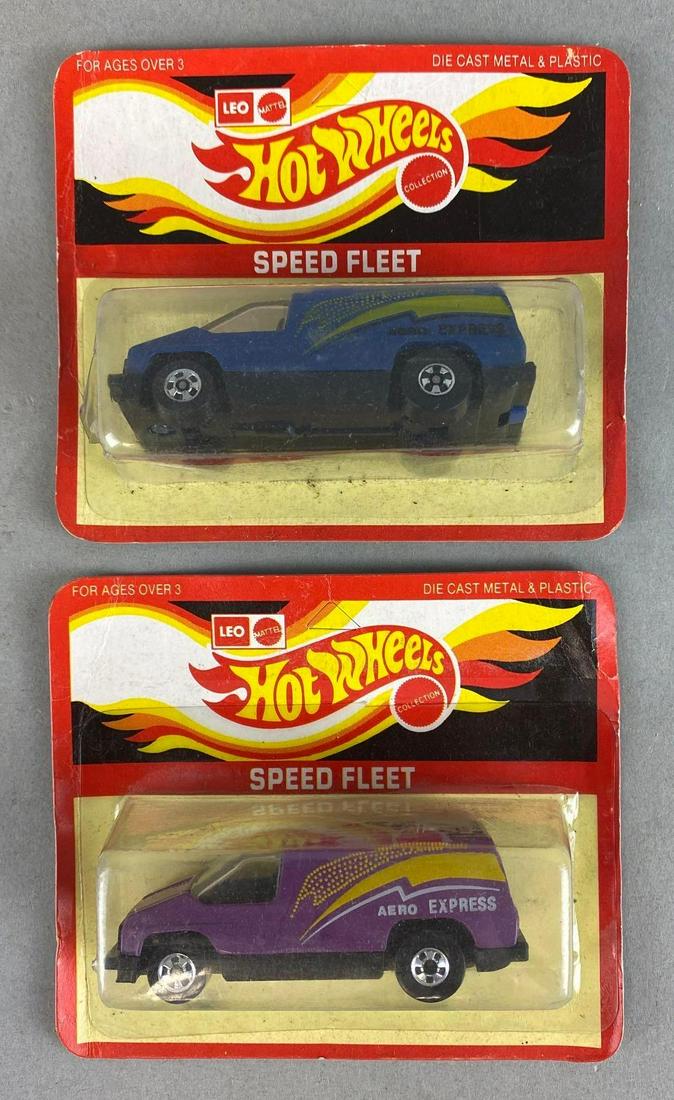 FOR AGES OVER 3
DIE CAST METAL & PLASTIC
LEO
MATTEL
HOT WHEELS
COLLECTION
SPEED FLEET
AERO EXPRESS
FOR AGES OVER 3
DIE CAST METAL & PLASTIC
LEO
MATTEL
HOT WHEELS
COLLECTION
SPEED FLEET
AERO EXPRESS